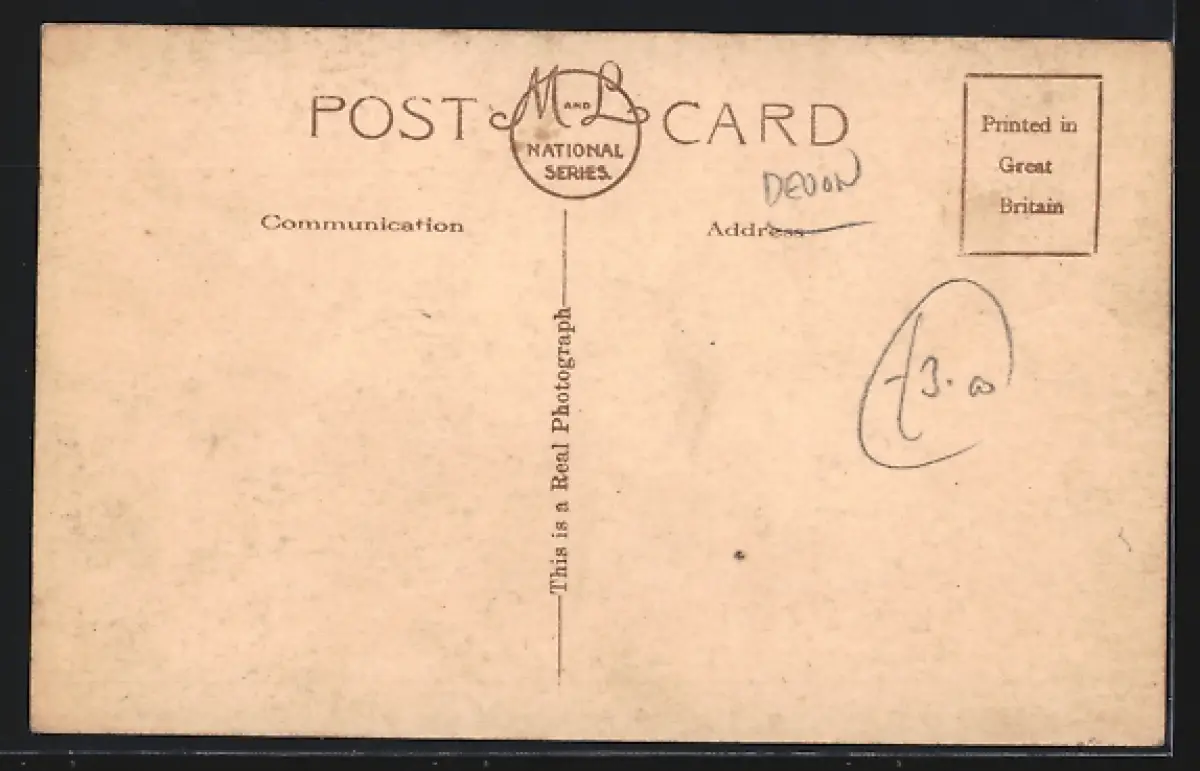 POST M AND L CARD
NATIONAL
SERIES.
Printed in
Great
Britain
DEVON
Communication
Address
This is a Real Photograph
£3.00